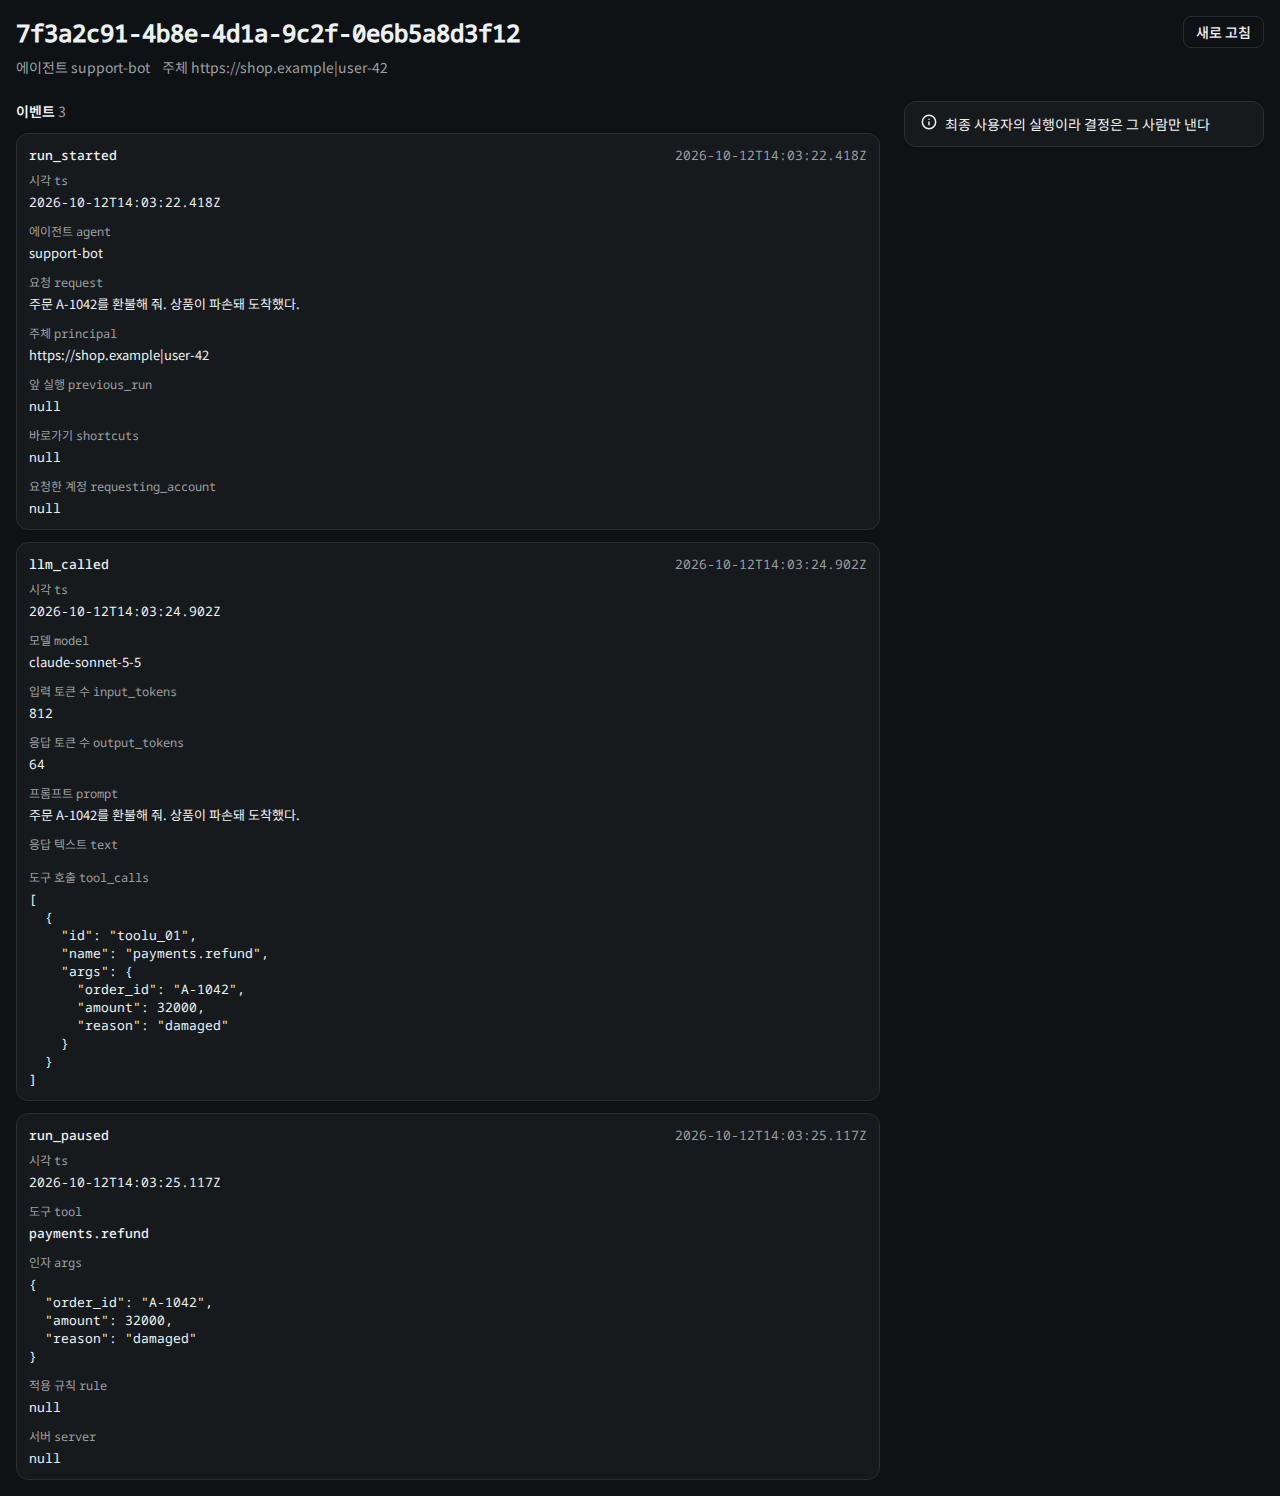 7f3a2c91-4b8e-4d1a-9c2f-0e6b5a8d3f12
새로 고침
에이전트 support-bot 주체 https://shop.example|user-42
이벤트 3
최종 사용자의 실행이라 결정은 그 사람만 낸다
run_started 2026-10-12T14:03:22.418Z
시각 ts
2026-10-12T14:03:22.418Z
에이전트 agent
support-bot
요청 request
주문 A-1042를 환불해 줘. 상품이 파손돼 도착했다.
주체 principal
https://shop.example|user-42
앞 실행 previous_run
null
바로가기 shortcuts
null
요청한 계정 requesting_account
null
llm_called 2026-10-12T14:03:24.902Z
시각 ts
2026-10-12T14:03:24.902Z
모델 model
claude-sonnet-5-5
입력 토큰 수 input_tokens
812
응답 토큰 수 output_tokens
64
프롬프트 prompt
주문 A-1042를 환불해 줘. 상품이 파손돼 도착했다.
응답 텍스트 text
도구 호출 tool_calls
[
  {
    "id": "toolu_01",
    "name": "payments.refund",
    "args": {
      "order_id": "A-1042",
      "amount": 32000,
      "reason": "damaged"
    }
  }
]
run_paused 2026-10-12T14:03:25.117Z
시각 ts
2026-10-12T14:03:25.117Z
도구 tool
payments.refund
인자 args
{
  "order_id": "A-1042",
  "amount": 32000,
  "reason": "damaged"
}
적용 규칙 rule
null
서버 server
null